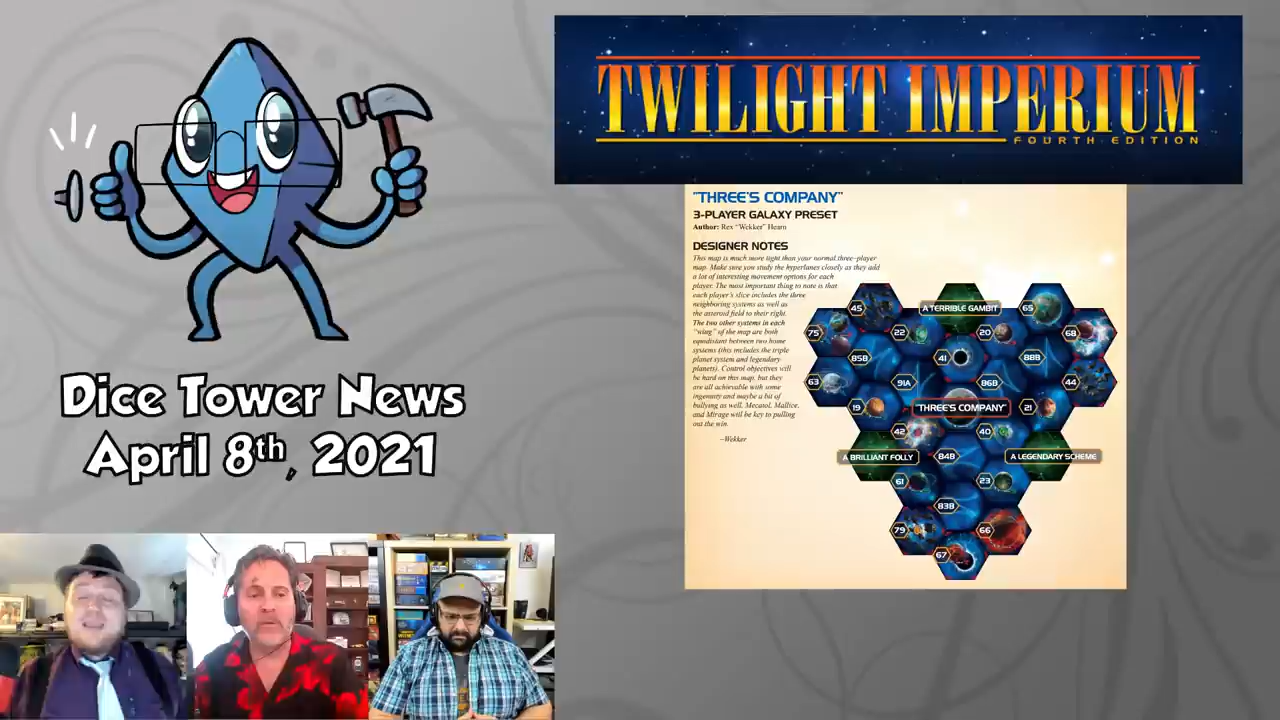 TWILIGHT IMPERIUM
FOURTH EDITION
"THREE'S COMPANY"
3-PLAYER GALAXY PRESET
Author: Rex "Wekker" Hearn
DESIGNER NOTES
This map is much more tight than your normal three-player
map. Make sure you study the hyperlanes closely as they add
a lot of interesting movement options for each
player. The most important thing to note is that
each player's slice includes the three
neighboring systems as well as
the asteroid field to their right.
The two other systems in each
"wing" of the map are both
equidistant between two home
systems (this includes the triple
planet system and legendary
planets). Control objectives will
be hard on this map, but they
are all achievable with some
ingenuity and maybe a bit of
bullying as well. Mecatol, Mallice,
and Mirage will be key to pulling
out the win.
–Wekker
45
A TERRIBLE GAMBIT
65
75
22
20
68
85B
41
88B
63
91A
86B
44
19
"THREE'S COMPANY"
21
42
40
A BRILLIANT FOLLY
84B
A LEGENDARY SCHEME
61
23
83B
79
66
67
Dice Tower News
April 8th, 2021